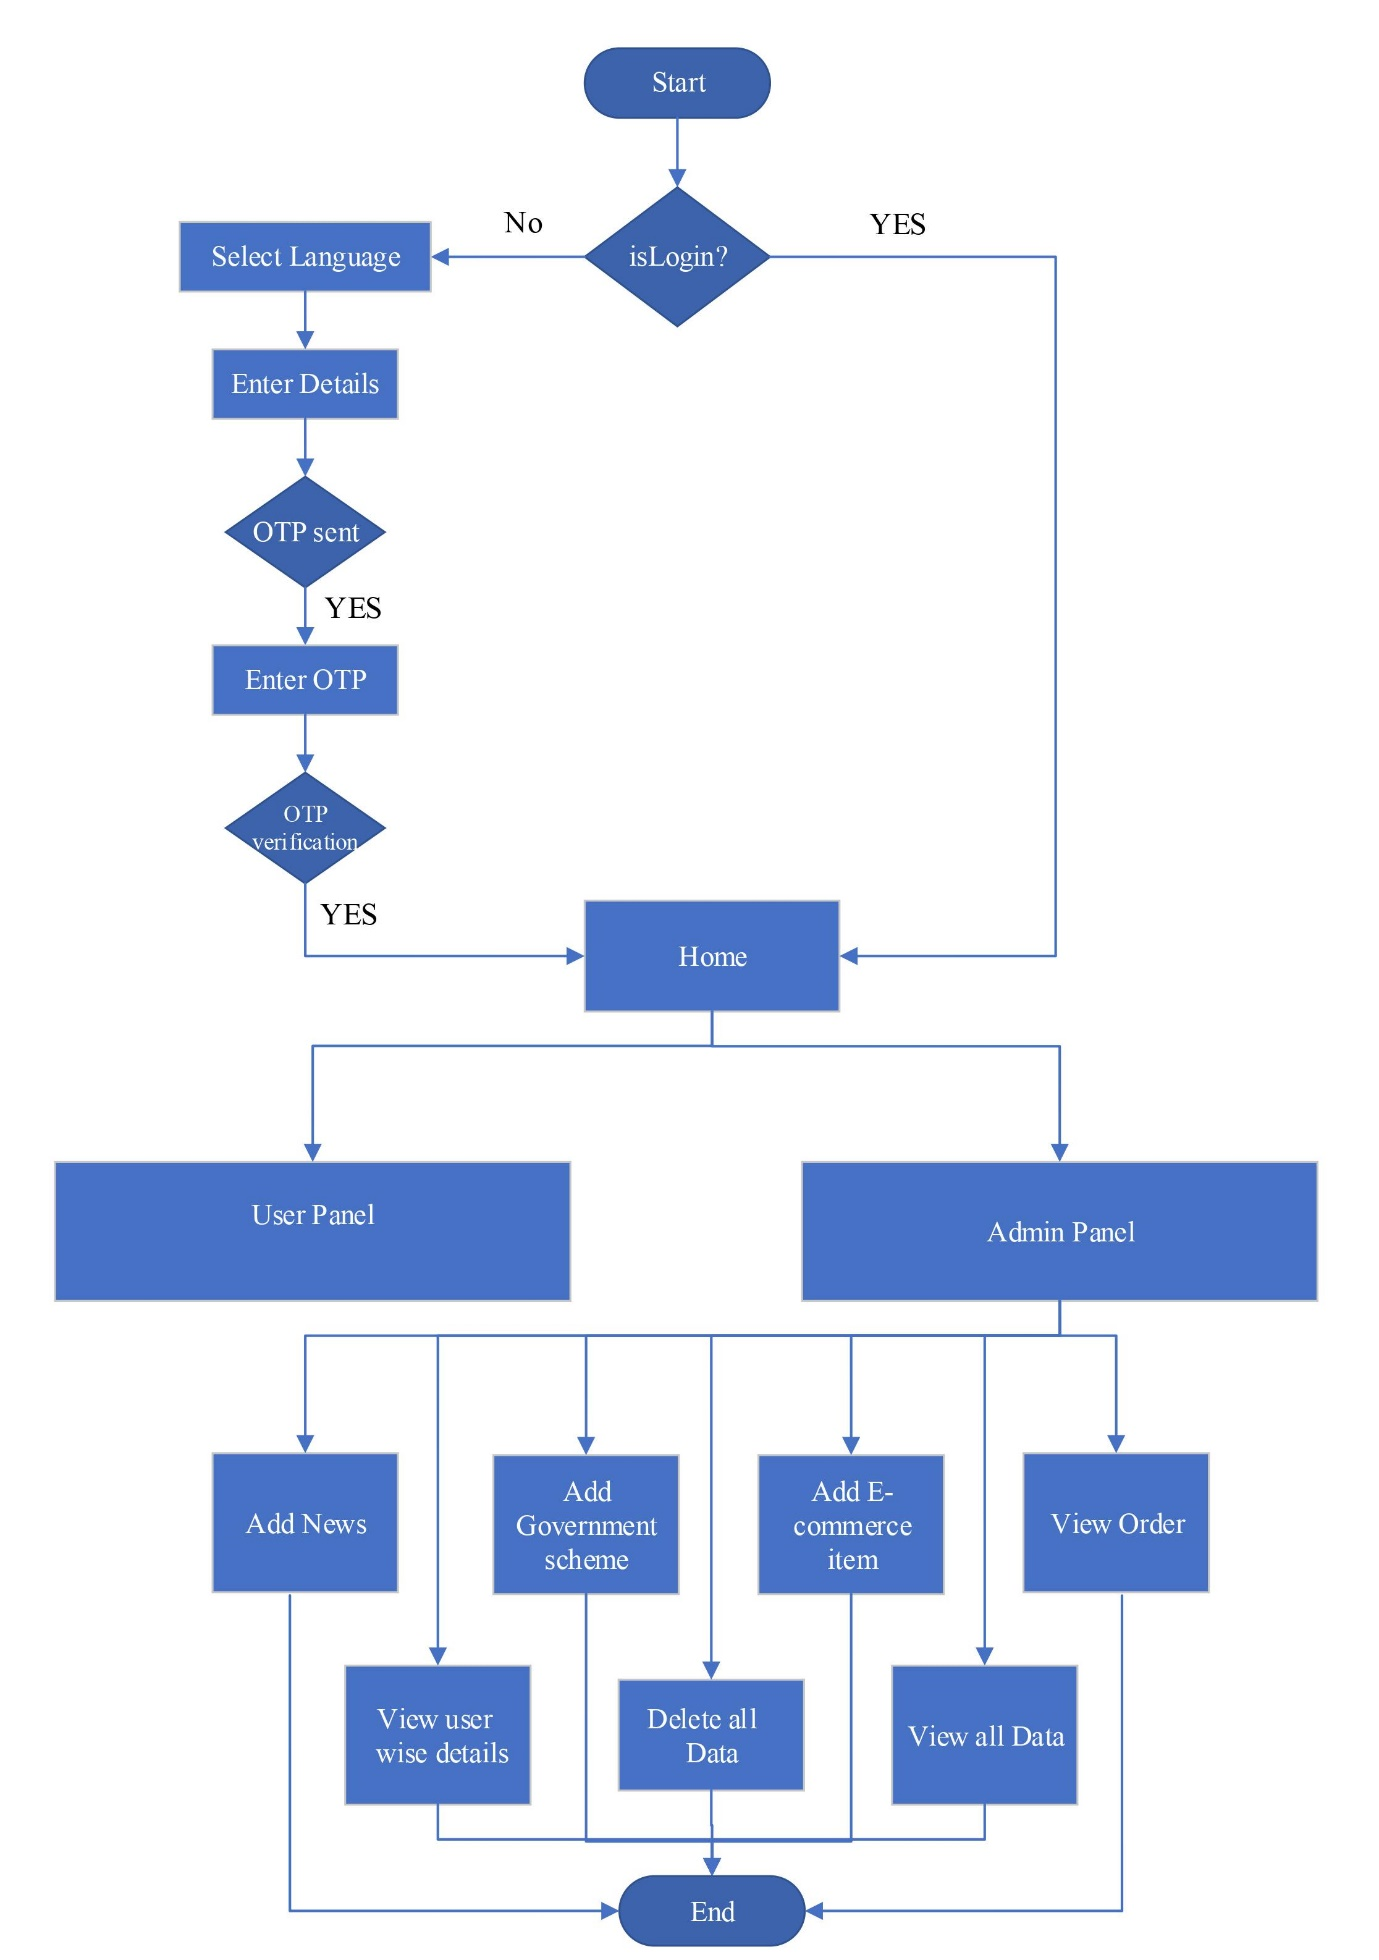 Start
No
YES
isLogin?
Select Language
Enter Details
OTP sent
YES
Enter OTP
OTP
verification
YES
Home
User Panel
Admin Panel
Add News
Add
Government
scheme
Add E-
commerce
item
View Order
View user
wise details
Delete all
Data
View all Data
End